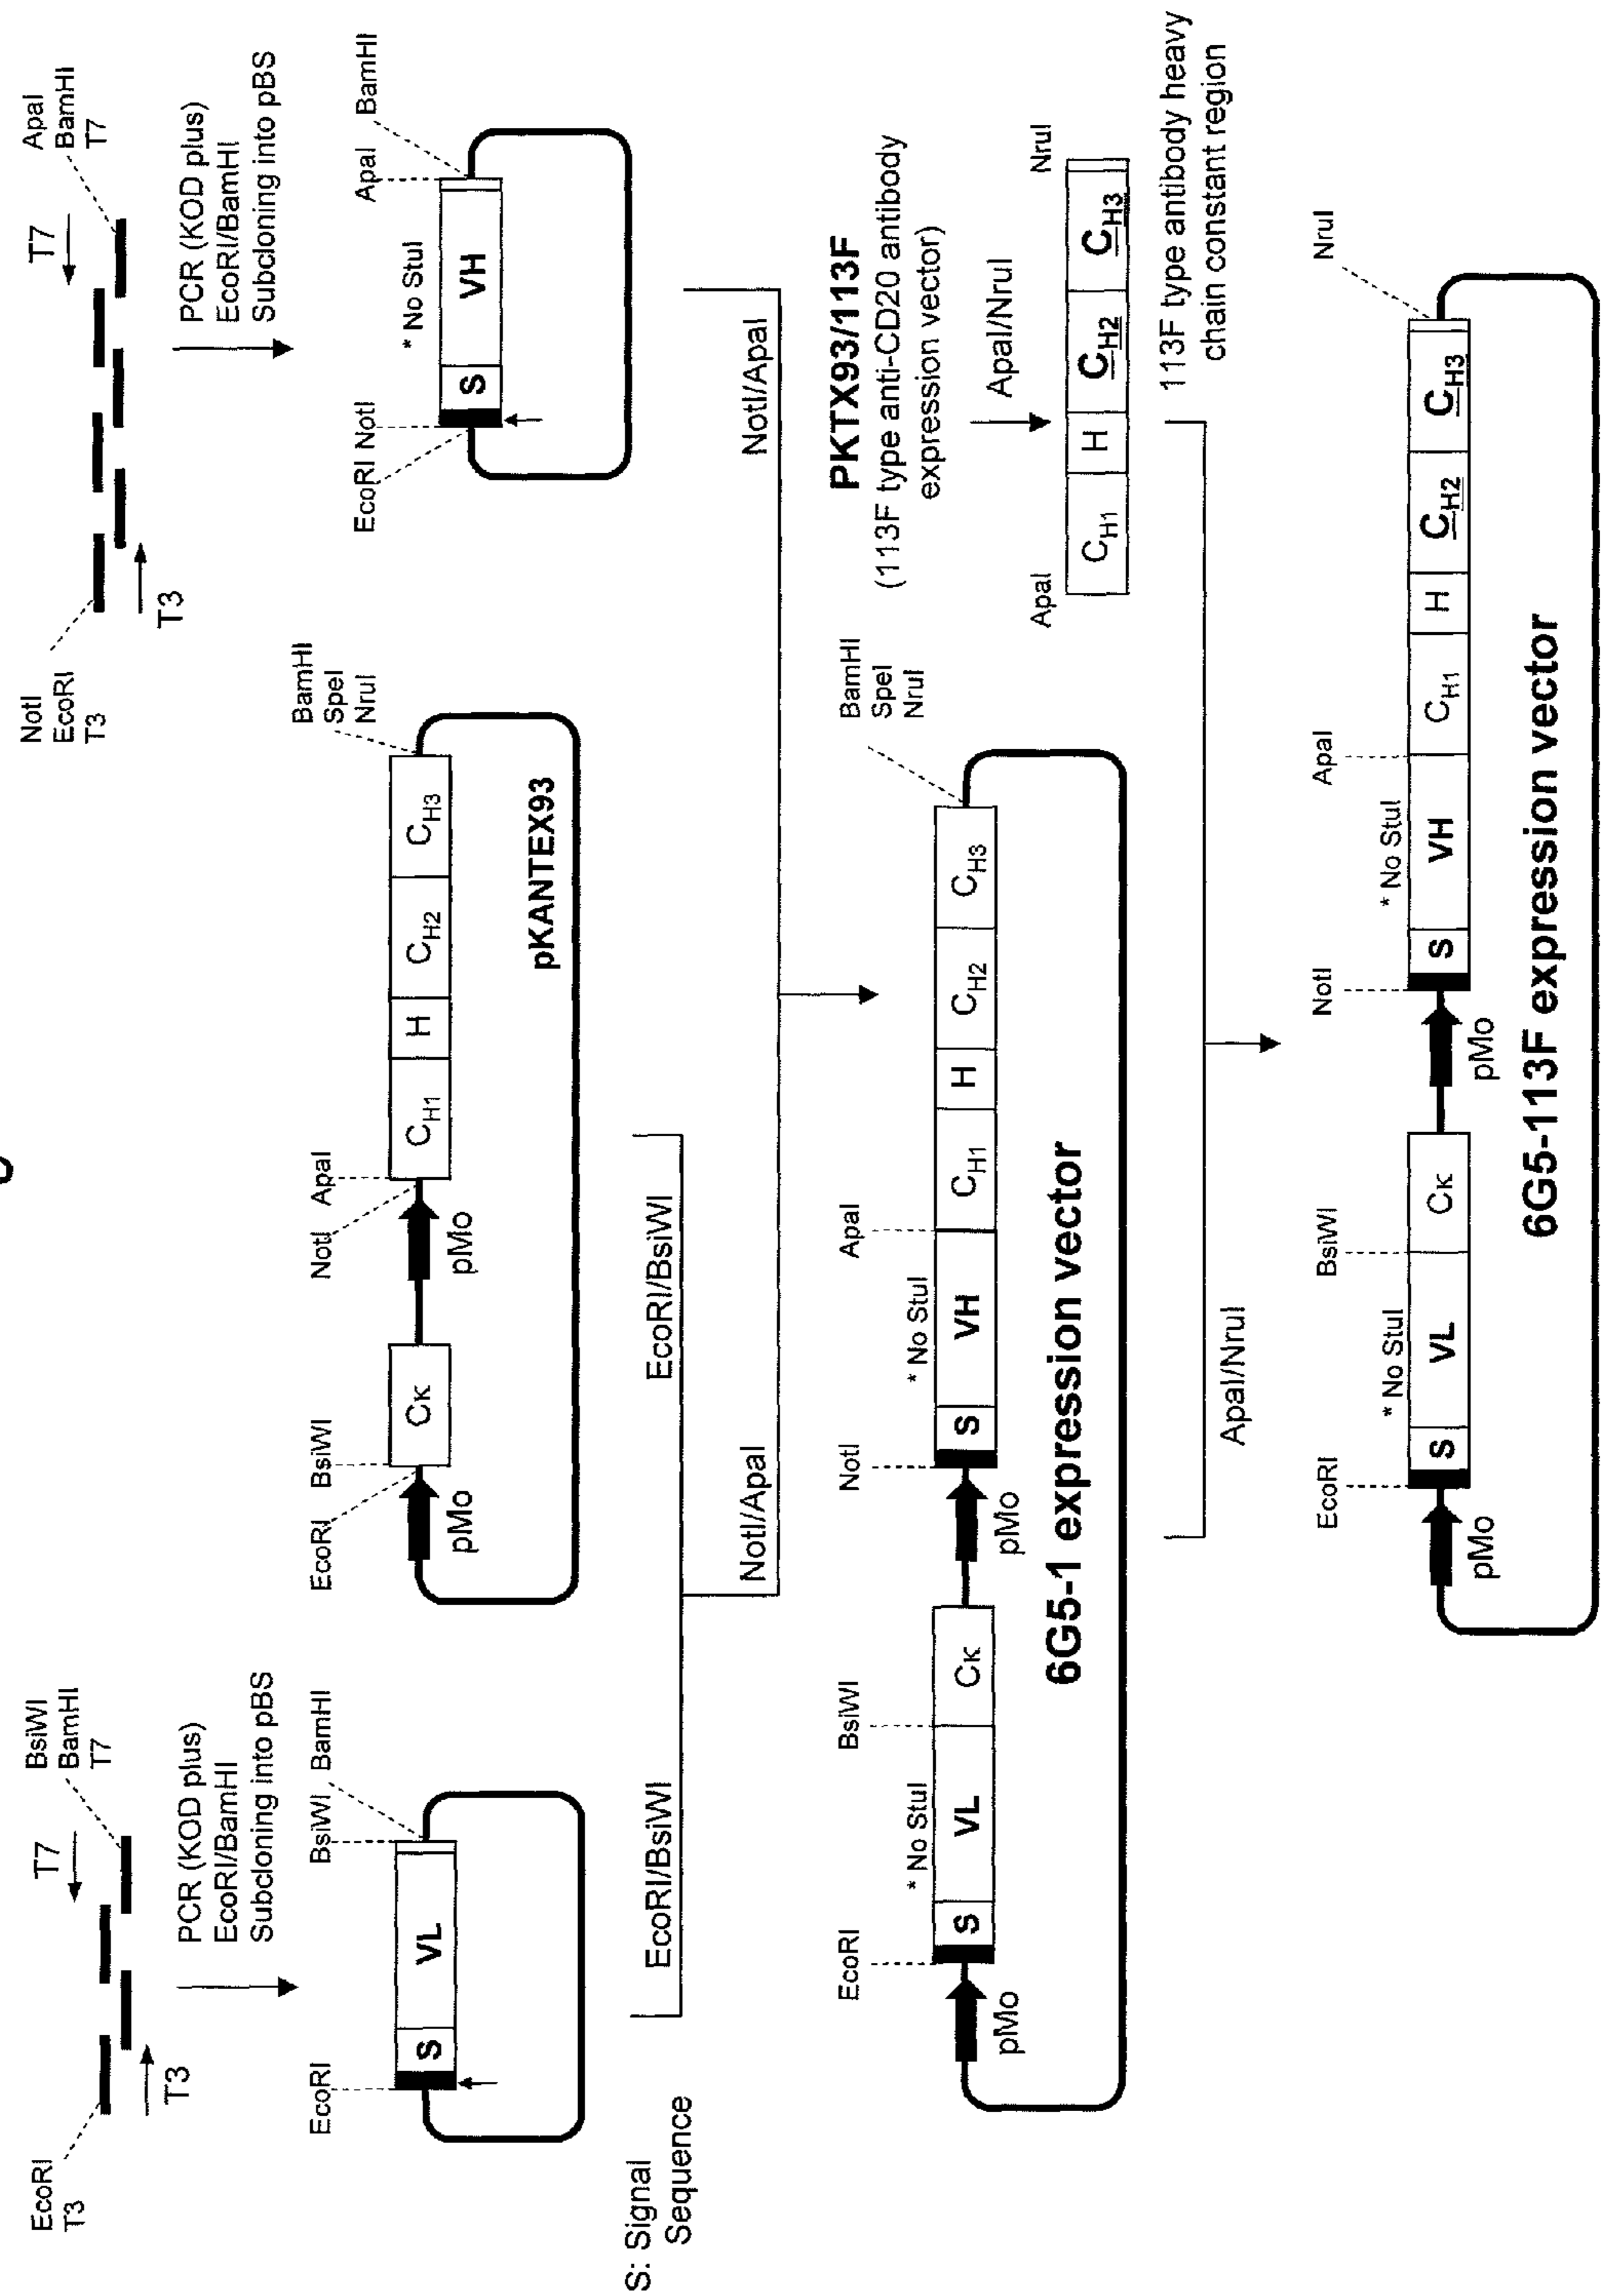 EcoRI
T3
T3
T7
BsiWI
BamHI
T7
PCR (KOD plus)
EcoRI/BamHI
Subcloning into pBS
EcoRI
BsiWI
BamHI
S
VL
S: Signal
Sequence
EcoRI
BsiWI
NotI
ApaI
BamHI
SpeI
NruI
pMo
Cκ
pMo
CH1
H
CH2
CH3
pKANTEX93
NotI
EcoRI
T3
T3
T7
ApaI
BamHI
T7
PCR (KOD plus)
EcoRI/BamHI
Subcloning into pBS
EcoRI
NotI
* No StuI
ApaI
BamHI
S
VH
EcoRI/BsiWI
EcoRI/BsiWI
NotI/ApaI
NotI/ApaI
EcoRI
* No StuI
BsiWI
NotI
* No StuI
ApaI
BamHI
SpeI
NruI
pMo
S
VL
Cκ
pMo
S
VH
CH1
H
CH2
CH3
6G5-1 expression vector
PKTX93/113F
(113F type anti-CD20 antibody
expression vector)
ApaI/NruI
ApaI
NruI
CH1
H
CH2
CH3
113F type antibody heavy
chain constant region
ApaI/NruI
EcoRI
* No StuI
BsiWI
NotI
* No StuI
ApaI
NruI
pMo
S
VL
Cκ
pMo
S
VH
CH1
H
CH2
CH3
6G5-113F expression vector